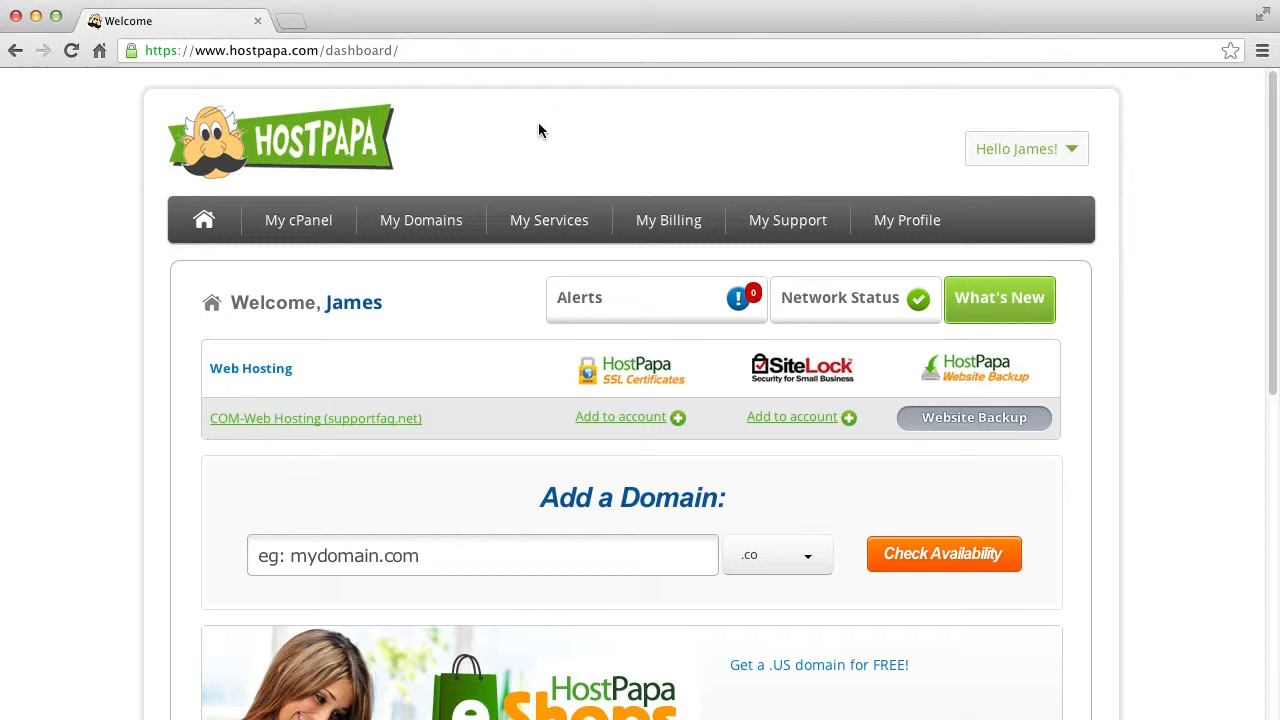 Welcome
https://www.hostpapa.com/dashboard/
HOSTPAPA
Hello James!
My cPanel
My Domains
My Services
My Billing
My Support
My Profile
Welcome, James
Alerts
! 0
Network Status
What's New
Web Hosting
HostPapa
SSL Certificates
SiteLock
Security for Small Business
HostPapa
Website Backup
COM-Web Hosting (supportfaq.net)
Add to account
Add to account
Website Backup
Add a Domain:
eg: mydomain.com
.co
Check Availability
HostPapa
eShops
Get a .US domain for FREE!